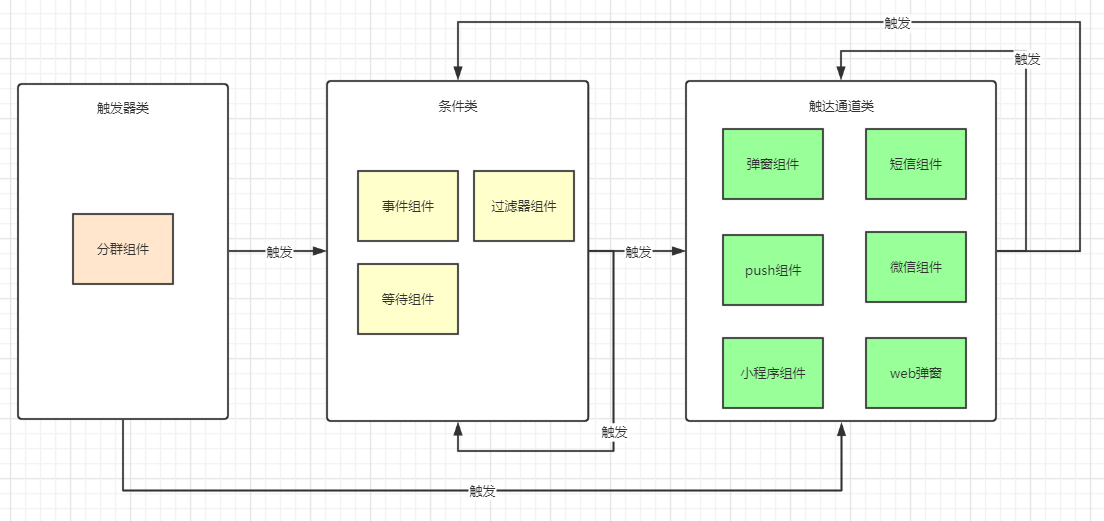 触发
触发
触发器类
条件类
触达通道类
弹窗组件
短信组件
事件组件
过滤器组件
分群组件
触发
触发
push组件
微信组件
等待组件
小程序组件
web弹窗
触发
触发